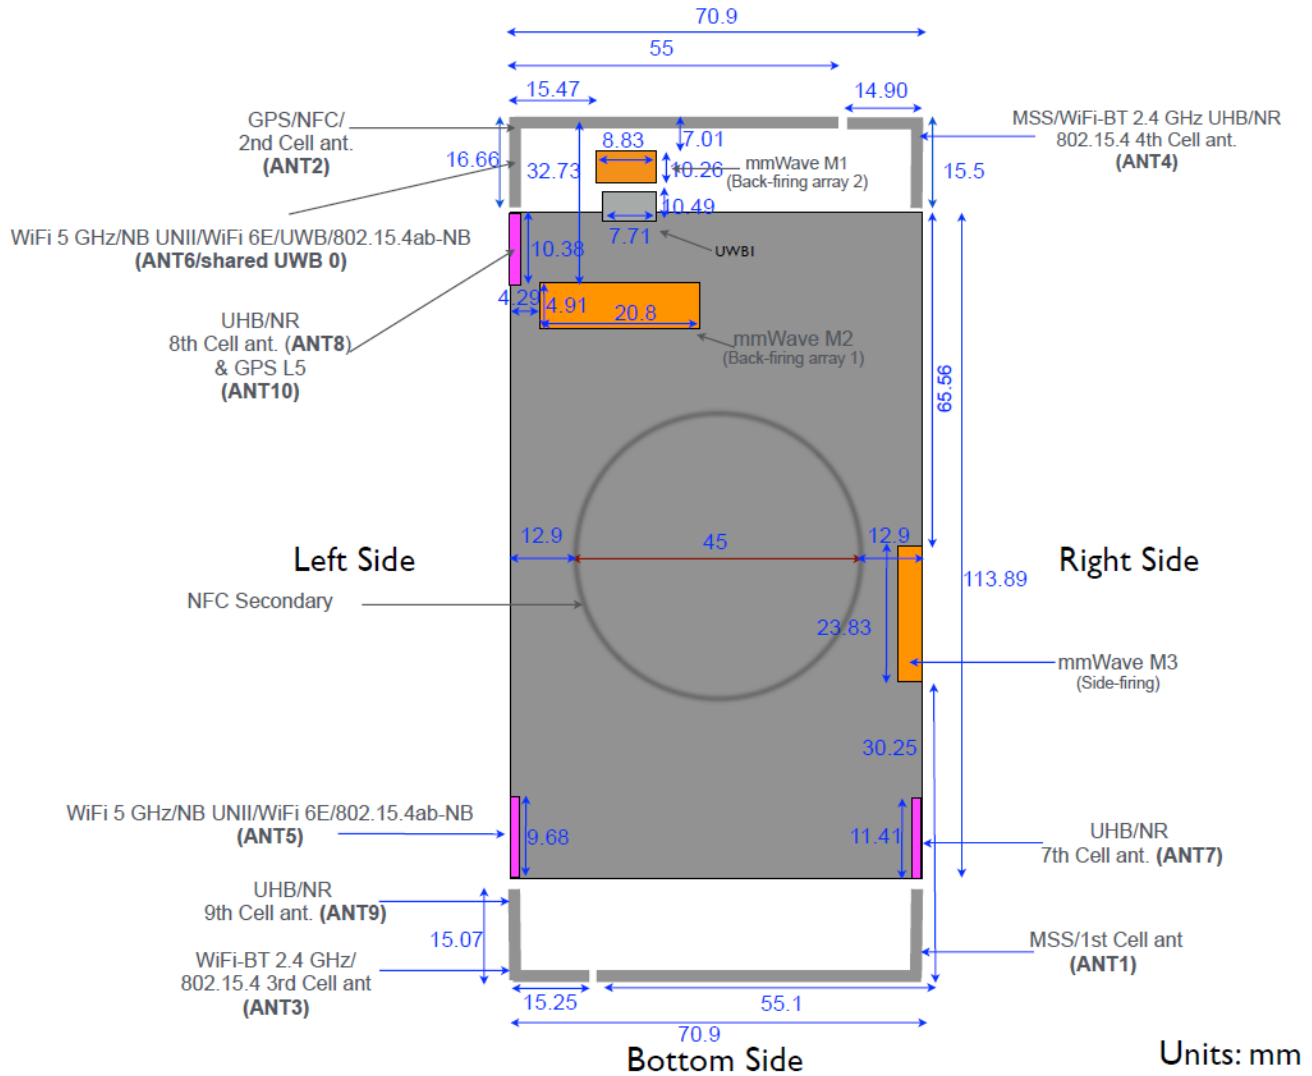 70.9
55
15.47
14.90
GPS/NFC/
2nd Cell ant.
(ANT2)
16.66
32.73
8.83
7.01
10.26
mmWave M1
(Back-firing array 2)
MSS/WiFi-BT 2.4 GHz UHB/NR
802.15.4 4th Cell ant.
(ANT4)
15.5
10.49
7.71
UWB1
WiFi 5 GHz/NB UNII/WiFi 6E/UWB/802.15.4ab-NB
(ANT6/shared UWB 0)
10.38
4.29
4.91
20.8
mmWave M2
(Back-firing array 1)
UHB/NR
8th Cell ant. (ANT8)
& GPS L5
(ANT10)
65.56
12.9
45
12.9
Left Side
Right Side
113.89
NFC Secondary
23.83
mmWave M3
(Side-firing)
30.25
WiFi 5 GHz/NB UNII/WiFi 6E/802.15.4ab-NB
(ANT5)
9.68
11.41
UHB/NR
7th Cell ant. (ANT7)
UHB/NR
9th Cell ant. (ANT9)
15.07
WiFi-BT 2.4 GHz/
802.15.4 3rd Cell ant
(ANT3)
MSS/1st Cell ant
(ANT1)
15.25
55.1
70.9
Bottom Side
Units: mm